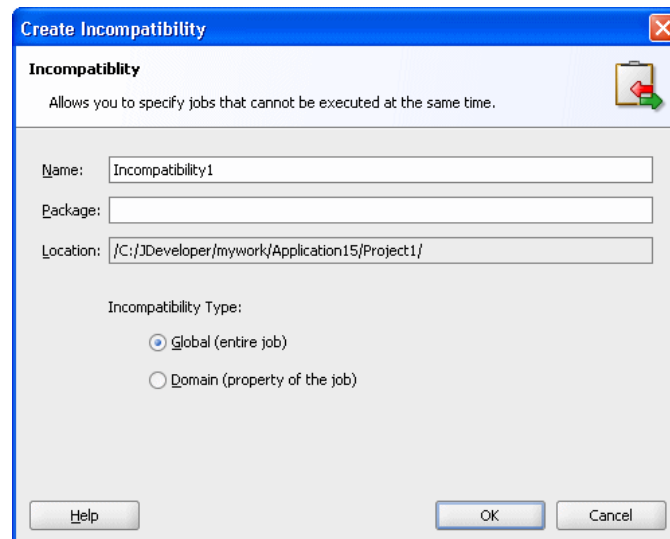 Create Incompatibility
Incompatiblity
Allows you to specify jobs that cannot be executed at the same time.
Name: Incompatibility1
Package:
Location: /C:/JDeveloper/mywork/Application15/Project1/
Incompatibility Type:
Global (entire job)
Domain (property of the job)
Help OK Cancel